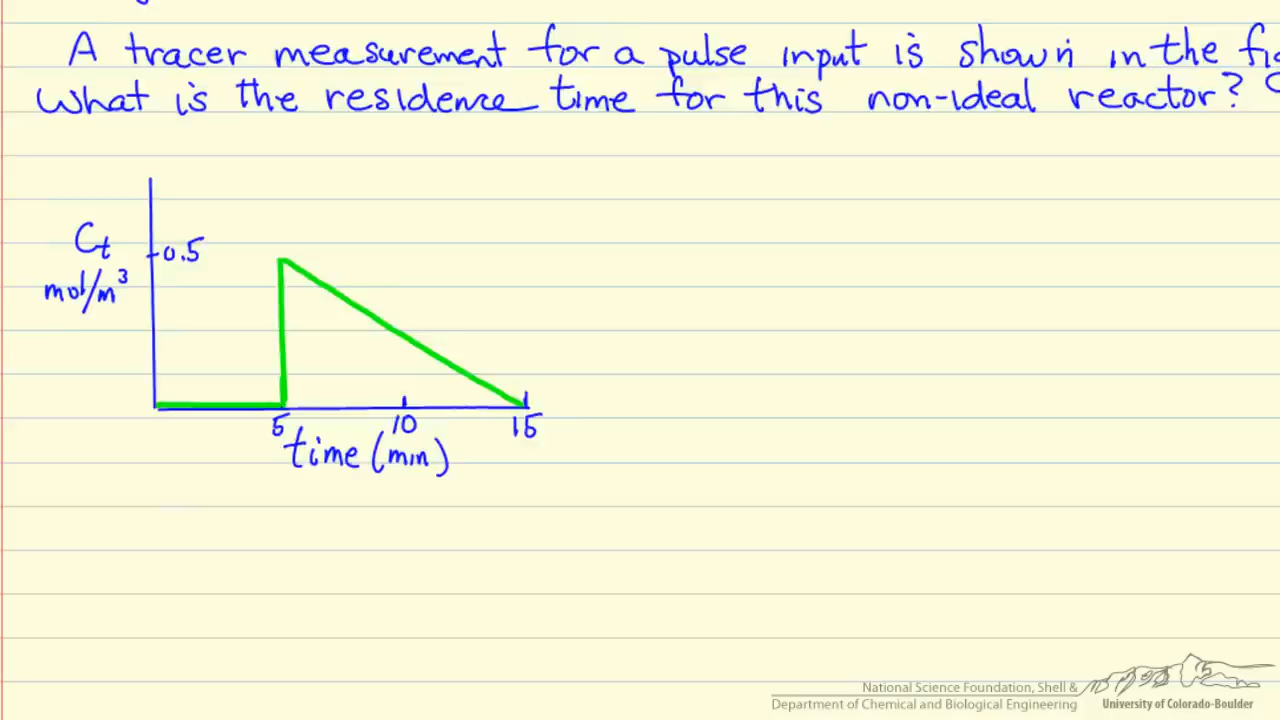 A tracer measurement for a pulse input is shown in the
What is the residence time for this non-ideal reactor?
Ct
0.5
mol/m³
5 10 15
time (min)
National Science Foundation, Shell &
Department of Chemical and Biological Engineering
University of Colorado-Boulder